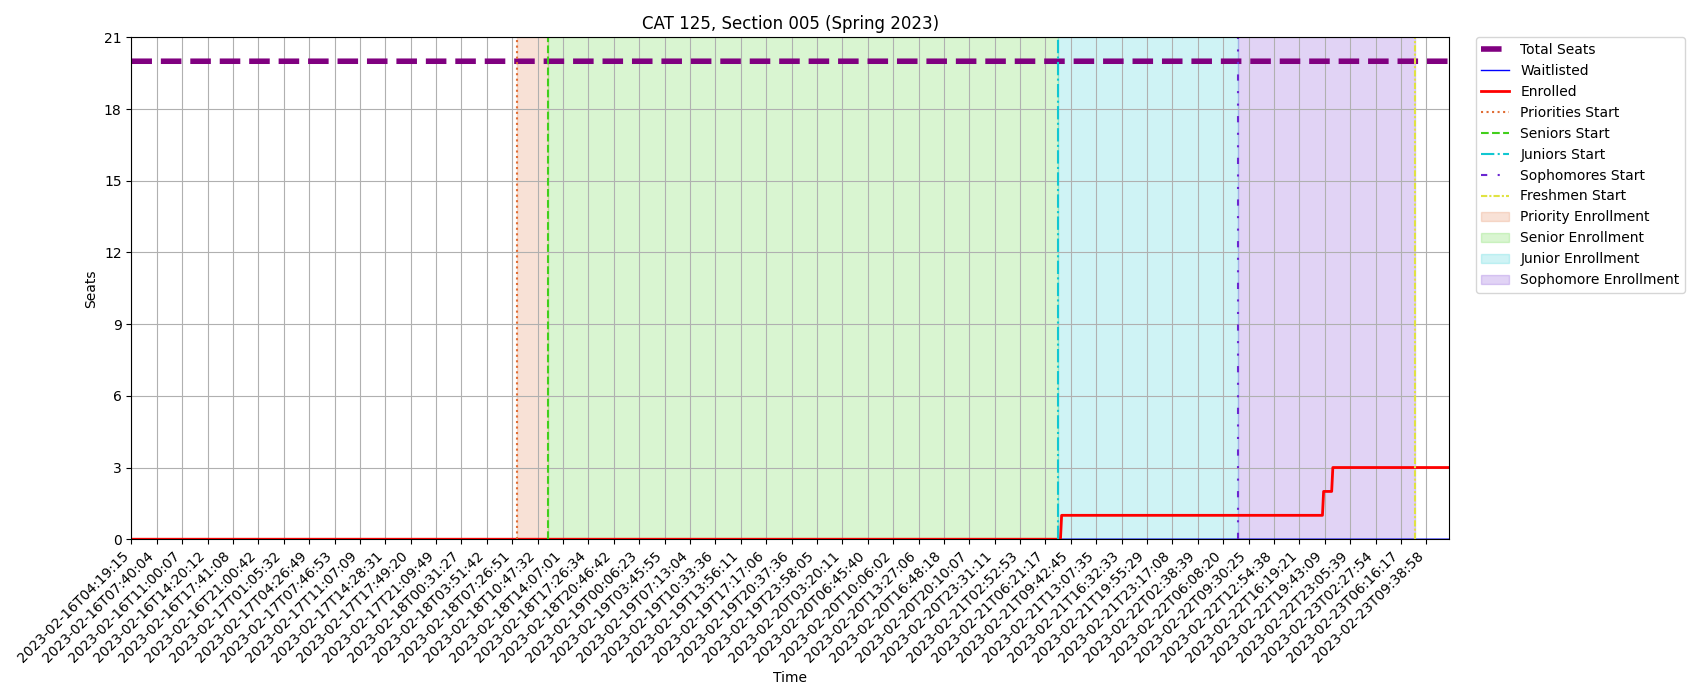 CAT 125, Section 005 (Spring 2023)
21
18
15
12
9
6
3
0
Seats
2023-02-16T04:19:15
2023-02-16T07:40:04
2023-02-16T11:00:07
2023-02-16T14:20:12
2023-02-16T17:41:08
2023-02-16T21:00:42
2023-02-17T01:05:32
2023-02-17T04:26:49
2023-02-17T07:46:53
2023-02-17T11:07:09
2023-02-17T14:28:31
2023-02-17T17:49:20
2023-02-17T21:09:49
2023-02-18T00:31:27
2023-02-18T03:51:42
2023-02-18T07:26:51
2023-02-18T10:47:32
2023-02-18T14:07:01
2023-02-18T17:26:34
2023-02-18T20:46:42
2023-02-19T00:06:23
2023-02-19T03:45:55
2023-02-19T07:13:04
2023-02-19T10:33:36
2023-02-19T13:56:11
2023-02-19T17:17:06
2023-02-19T20:37:36
2023-02-19T23:58:05
2023-02-20T03:20:11
2023-02-20T06:45:40
2023-02-20T10:06:02
2023-02-20T13:27:06
2023-02-20T16:48:18
2023-02-20T20:10:07
2023-02-20T23:31:11
2023-02-21T02:52:53
2023-02-21T06:21:17
2023-02-21T09:42:45
2023-02-21T13:07:35
2023-02-21T16:32:33
2023-02-21T19:55:29
2023-02-21T23:17:08
2023-02-22T02:38:39
2023-02-22T06:08:20
2023-02-22T09:30:25
2023-02-22T12:54:38
2023-02-22T16:19:21
2023-02-22T19:43:09
2023-02-22T23:05:39
2023-02-23T02:27:54
2023-02-23T06:16:17
2023-02-23T09:38:58
Time
Total Seats
Waitlisted
Enrolled
Priorities Start
Seniors Start
Juniors Start
Sophomores Start
Freshmen Start
Priority Enrollment
Senior Enrollment
Junior Enrollment
Sophomore Enrollment